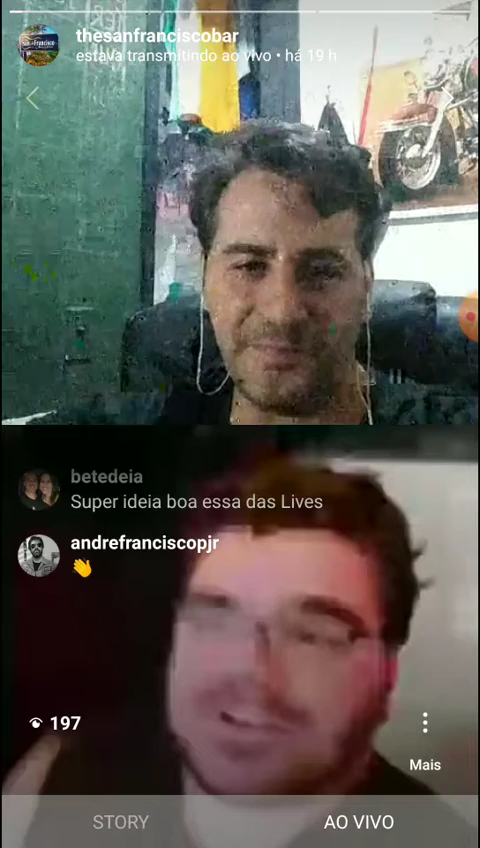 thesanfranciscobar
estava transmitindo ao vivo • há 19 h
betedeia
Super ideia boa essa das Lives
andrefranciscopjr
👋
197
Mais
STORY
AO VIVO